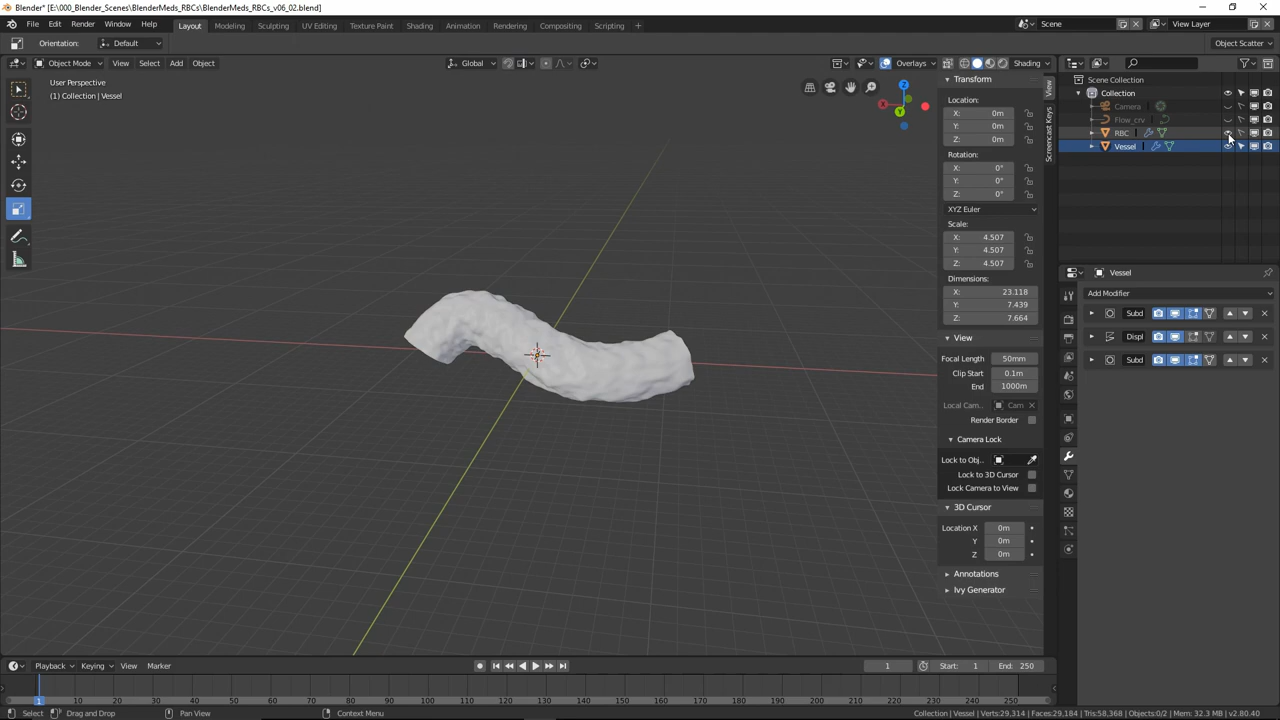 Blender* [E:\000_Blender_Scenes\BlenderMeds_RBCs\BlenderMeds_RBCs_v06_02.blend]
File Edit Render Window Help Layout Modeling Sculpting UV Editing Texture Paint Shading Animation Rendering Compositing Scripting + Scene View Layer
Orientation: Default Object Scatter
Object Mode View Select Add Object Global Overlays Shading
User Perspective
(1) Collection | Vessel
Z
X
Y
Transform
Location:
X: 0m
Y: 0m
Z: 0m
Rotation:
X: 0°
Y: 0°
Z: 0°
XYZ Euler
Scale:
X: 4.507
Y: 4.507
Z: 4.507
Dimensions:
X: 23.118
Y: 7.439
Z: 7.664
View
Focal Length 50mm
Clip Start 0.1m
End 1000m
Local Cam.. Cam
Render Border
Camera Lock
Lock to Obj..
Lock to 3D Cursor
Lock Camera to View
3D Cursor
Location X 0m
Y 0m
Z 0m
Annotations
Ivy Generator
View
Screencast Keys
Scene Collection
Collection
Camera
Flow_crv
RBC
Vessel
Vessel
Add Modifier
Subd
Displ
Subd
Playback Keying View Marker 1 Start: 1 End: 250
1 10 20 30 40 50 60 70 80 90 100 110 120 130 140 150 160 170 180 190 200 210 220 230 240 250
Select Drag and Drop Pan View Context Menu Collection | Vessel | Verts:29,314 | Faces:29,184 | Tris:58,368 | Objects:0/2 | Mem: 32.3 MB | v2.80.40